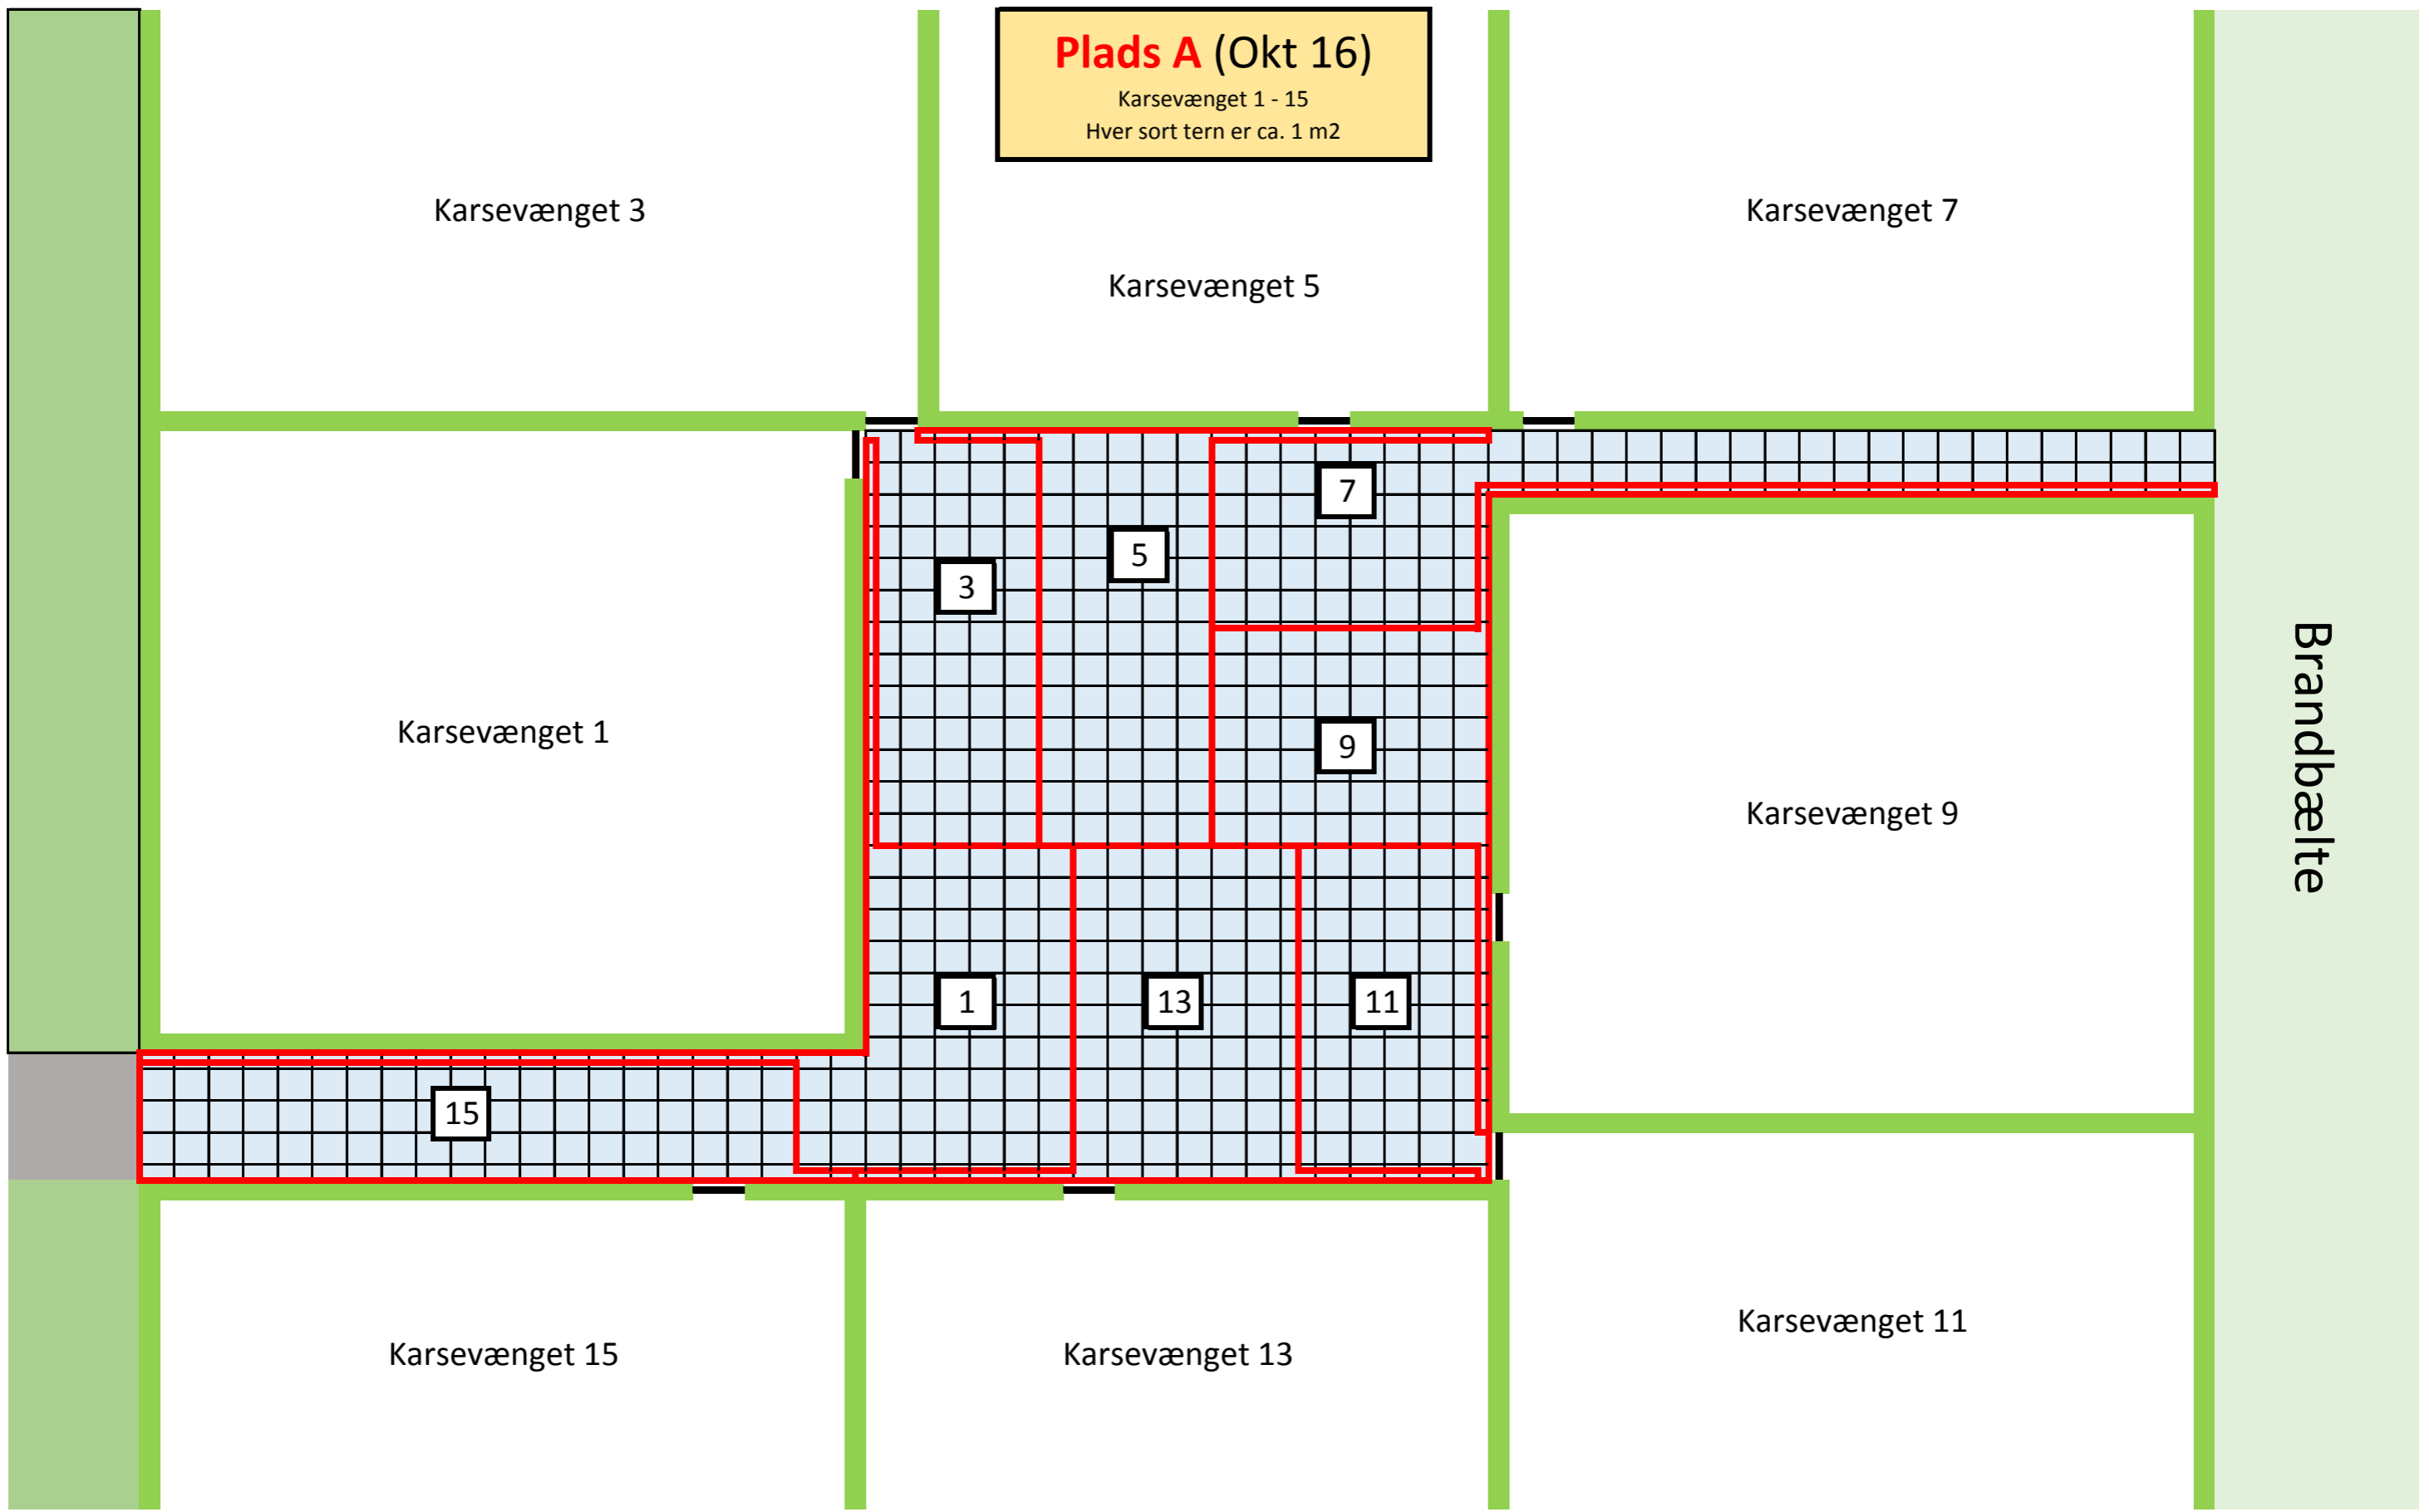 Plads A (Okt 16)
Karsevænget 1 - 15
Hver sort tern er ca. 1 m2
Karsevænget 3
Karsevænget 7
Karsevænget 5
7
5
3
Karsevænget 1
9
Karsevænget 9
Brandbælte
1
13
11
15
Karsevænget 15
Karsevænget 13
Karsevænget 11